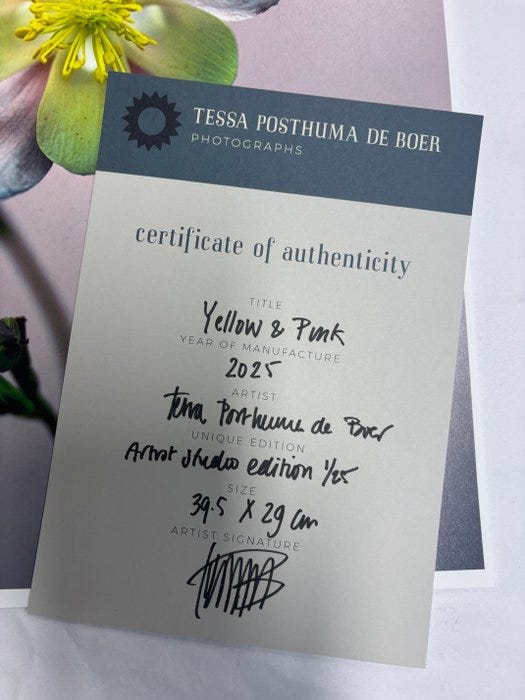 TESSA POSTHUMA DE BOER
PHOTOGRAPHS
certificate of authenticity
TITLE
Yellow & Pink
YEAR OF MANUFACTURE
2025
ARTIST
Tessa Posthuma de Boer
UNIQUE EDITION
Artist studio edition 1/25
SIZE
39.5 X 29 cm
ARTIST SIGNATURE